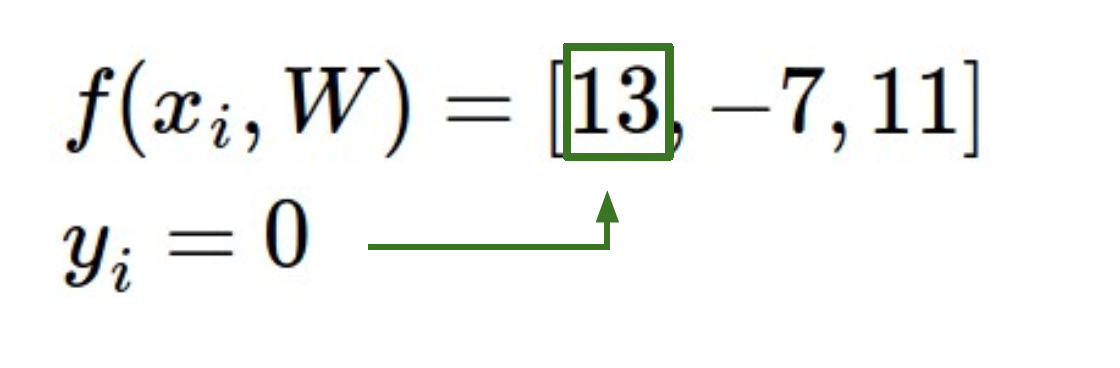 f(x_i, W) = [13, −7, 11]
y_i = 0